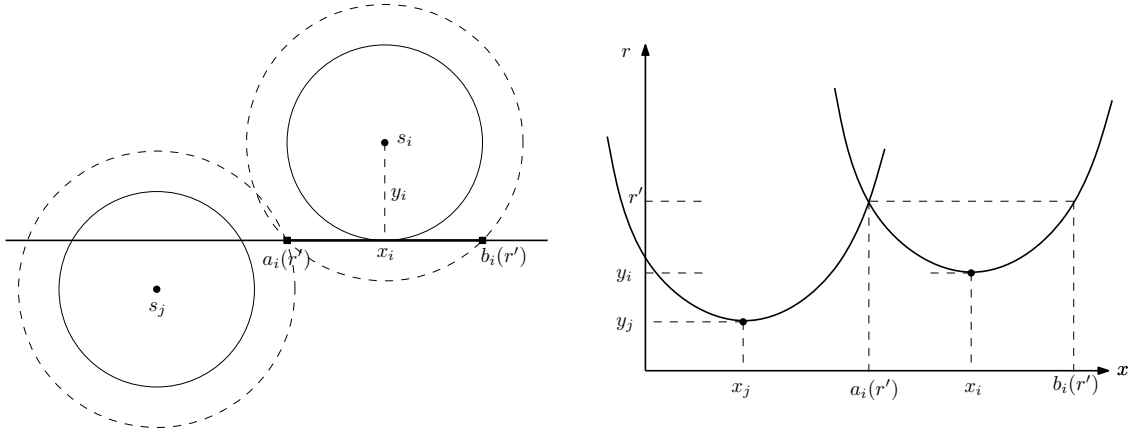 s_i
y_i
a_i(r')
x_i
b_i(r')
s_j
r
r'
y_i
y_j
x
x_j
a_i(r')
x_i
b_i(r')